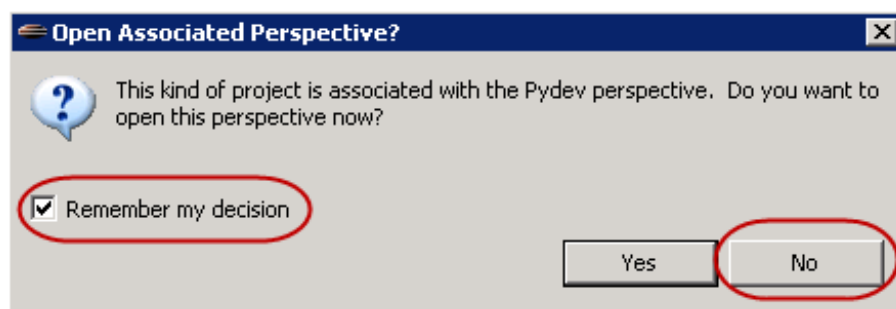 Open Associated Perspective?
This kind of project is associated with the Pydev perspective. Do you want to
open this perspective now?
Remember my decision
Yes
No